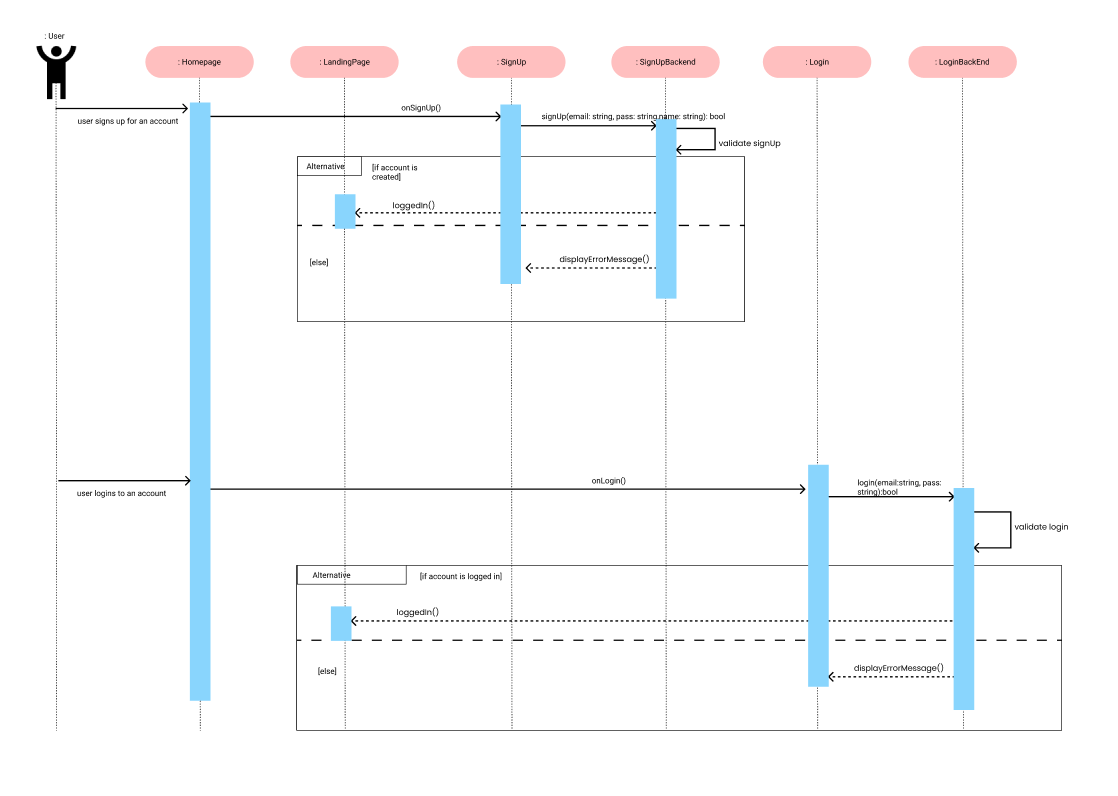 : User
: Homepage
: LandingPage
: SignUp
: SignUpBackend
: Login
: LoginBackEnd
user signs up for an account
onSignUp()
signUp(email: string, pass: string,name: string): bool
validate signUp
Alternative
[if account is
created]
loggedIn()
[else]
displayErrorMessage()
user logins to an account
onLogin()
login(email:string, pass:
string):bool
validate login
Alternative
[if account is logged in]
loggedIn()
[else]
displayErrorMessage()